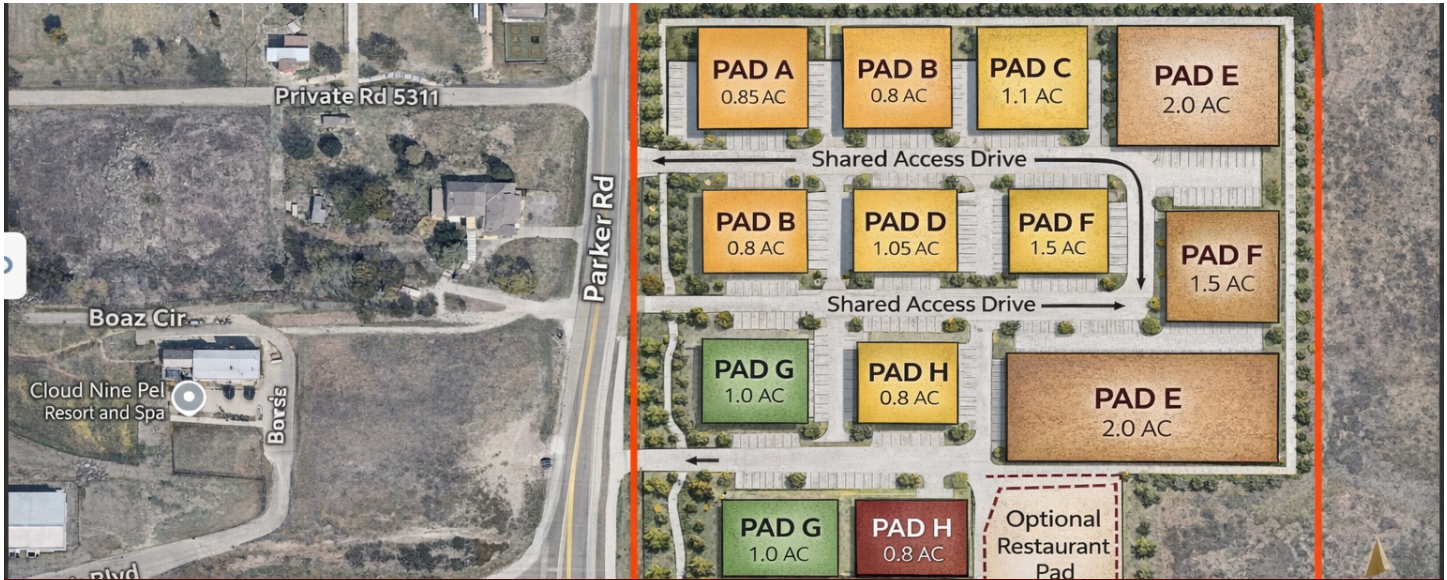 Private Rd 5311
Parker Rd
Boaz Cir
Cloud Nine Pel
Resort and Spa
Blvd
PAD A
0.85 AC
PAD B
0.8 AC
PAD C
1.1 AC
PAD E
2.0 AC
Shared Access Drive
PAD B
0.8 AC
PAD D
1.05 AC
PAD F
1.5 AC
PAD F
1.5 AC
Shared Access Drive
PAD G
1.0 AC
PAD H
0.8 AC
PAD E
2.0 AC
PAD G
1.0 AC
PAD H
0.8 AC
Optional
Restaurant
Pad